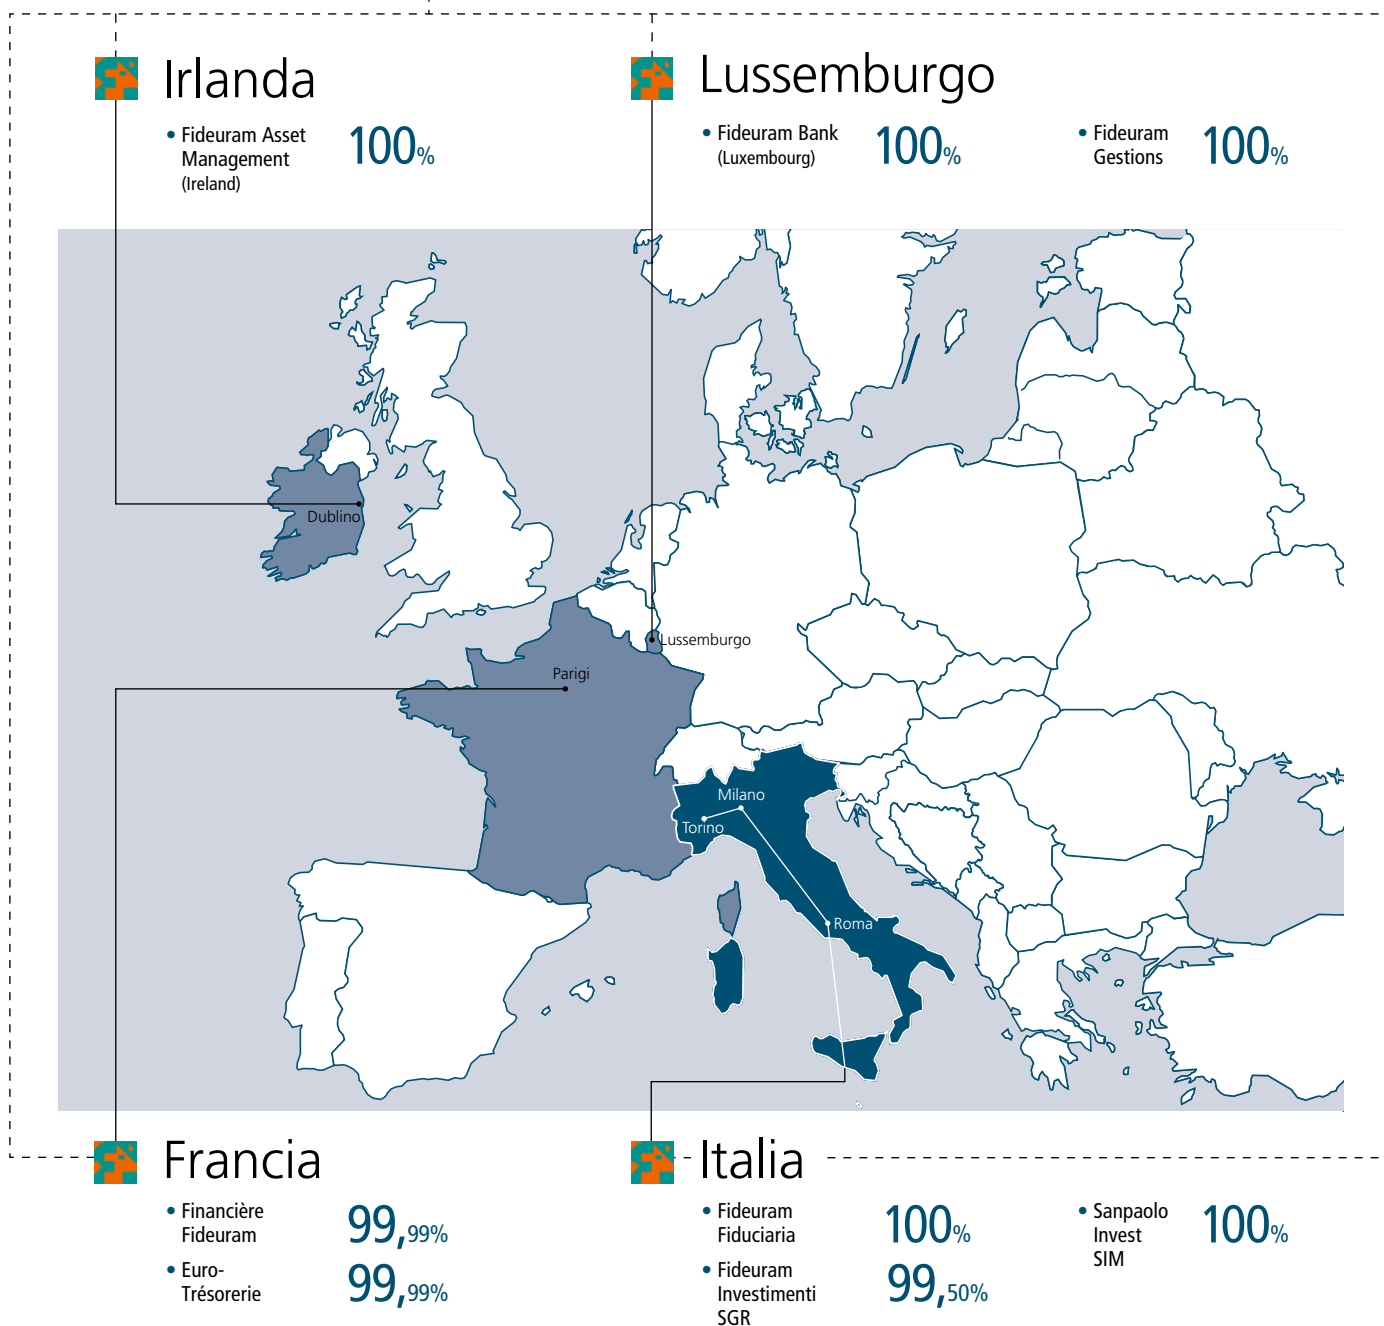 Irlanda
• Fideuram Asset
Management
(Ireland)
100%
Lussemburgo
• Fideuram Bank
(Luxembourg)
100%
• Fideuram
Gestions
100%
Dublino
Lussemburgo
Parigi
Milano
Torino
Roma
Francia
• Financière
Fideuram
99,99%
• Euro-
Trésorerie
99,99%
Italia
• Fideuram
Fiduciaria
100%
• Fideuram
Investimenti
SGR
99,50%
• Sanpaolo
Invest
SIM
100%